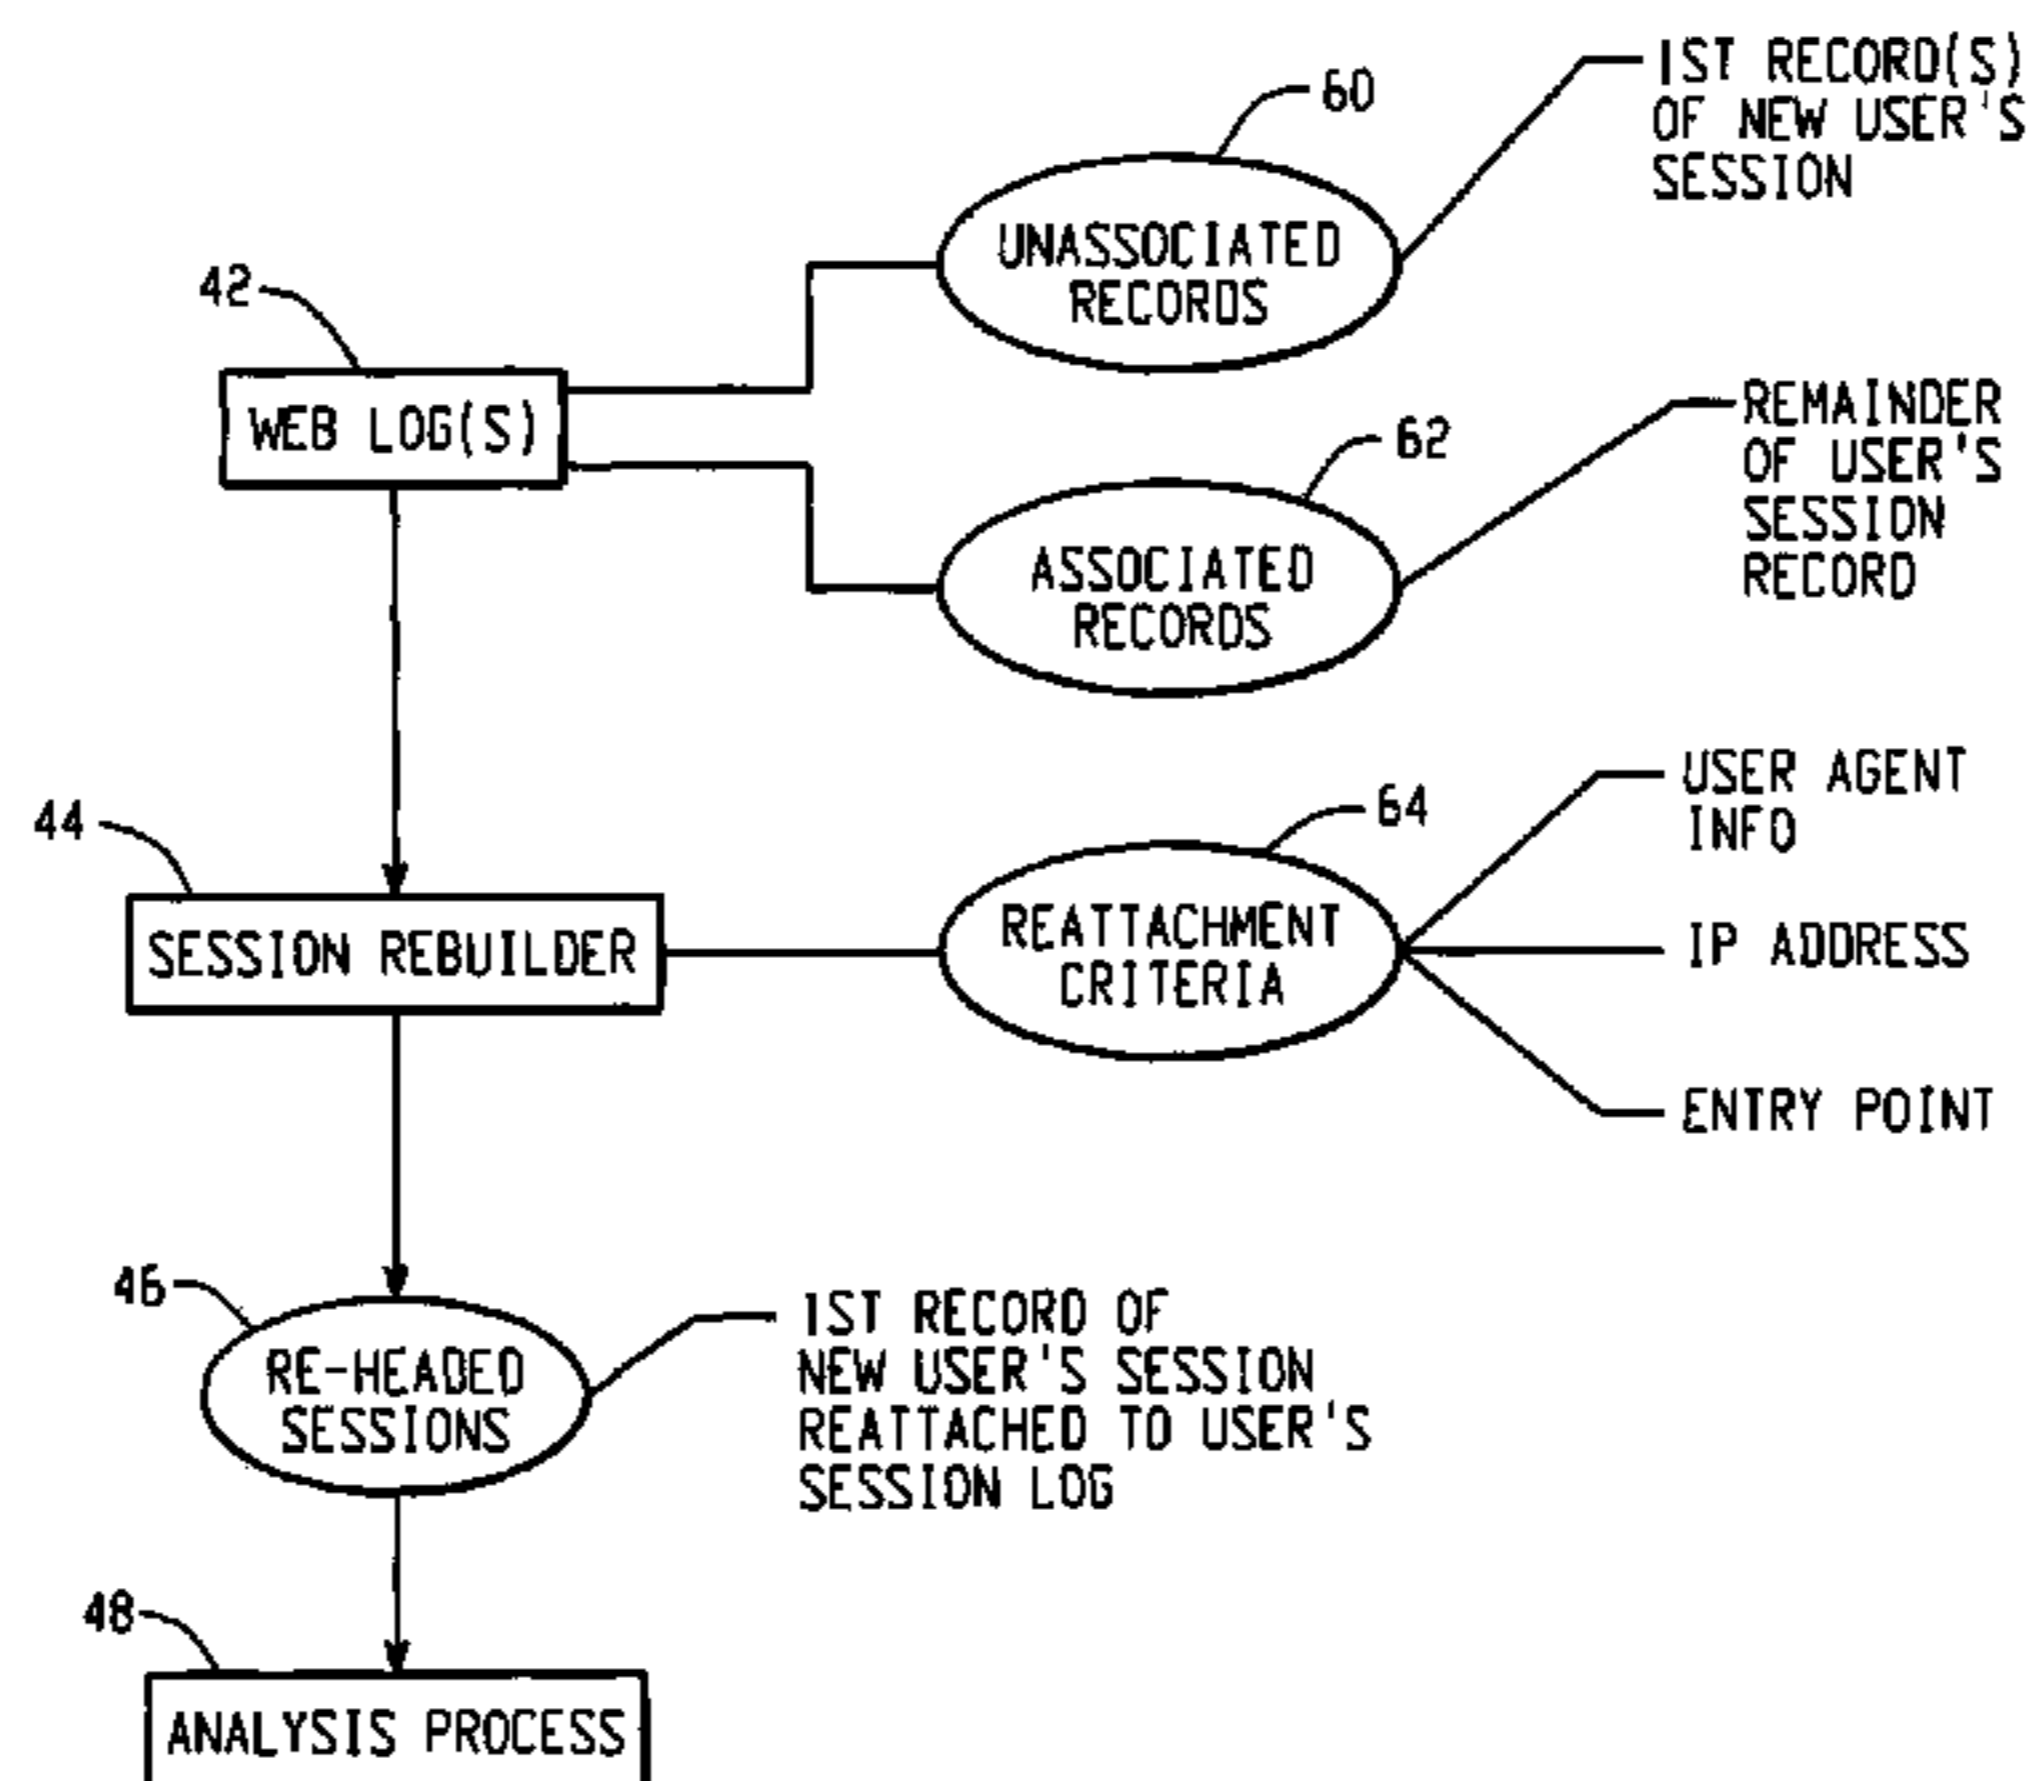 60
1ST RECORD(S)
OF NEW USER'S
SESSION
UNASSOCIATED
RECORDS
42
WEB LOG(S)
62
REMAINDER
OF USER'S
SESSION
RECORD
ASSOCIATED
RECORDS
44
SESSION REBUILDER
64
REATTACHMENT
CRITERIA
USER AGENT
INFO
IP ADDRESS
ENTRY POINT
46
RE-HEADED
SESSIONS
1ST RECORD OF
NEW USER'S SESSION
REATTACHED TO USER'S
SESSION LOG
48
ANALYSIS PROCESS